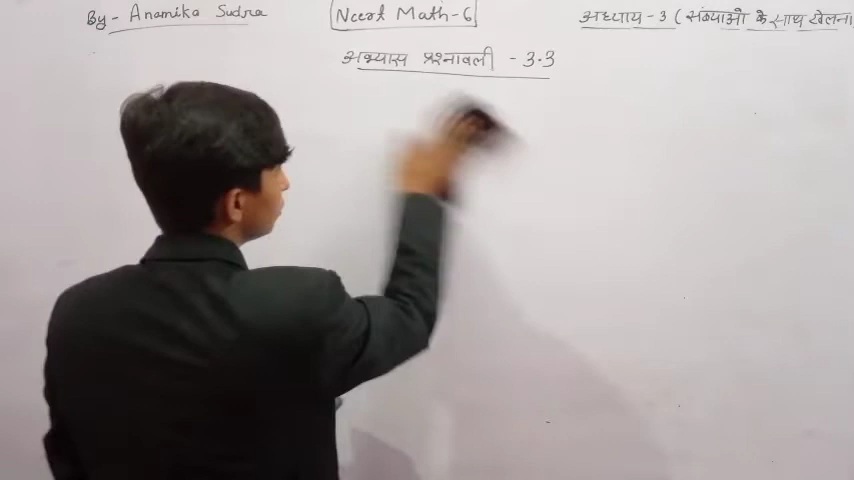 By- Anamika Sudra
Ncert Math-6
अध्याय - 3 ( संख्याओ के साथ खेलना
अभ्यास प्रश्नावली - 3.3